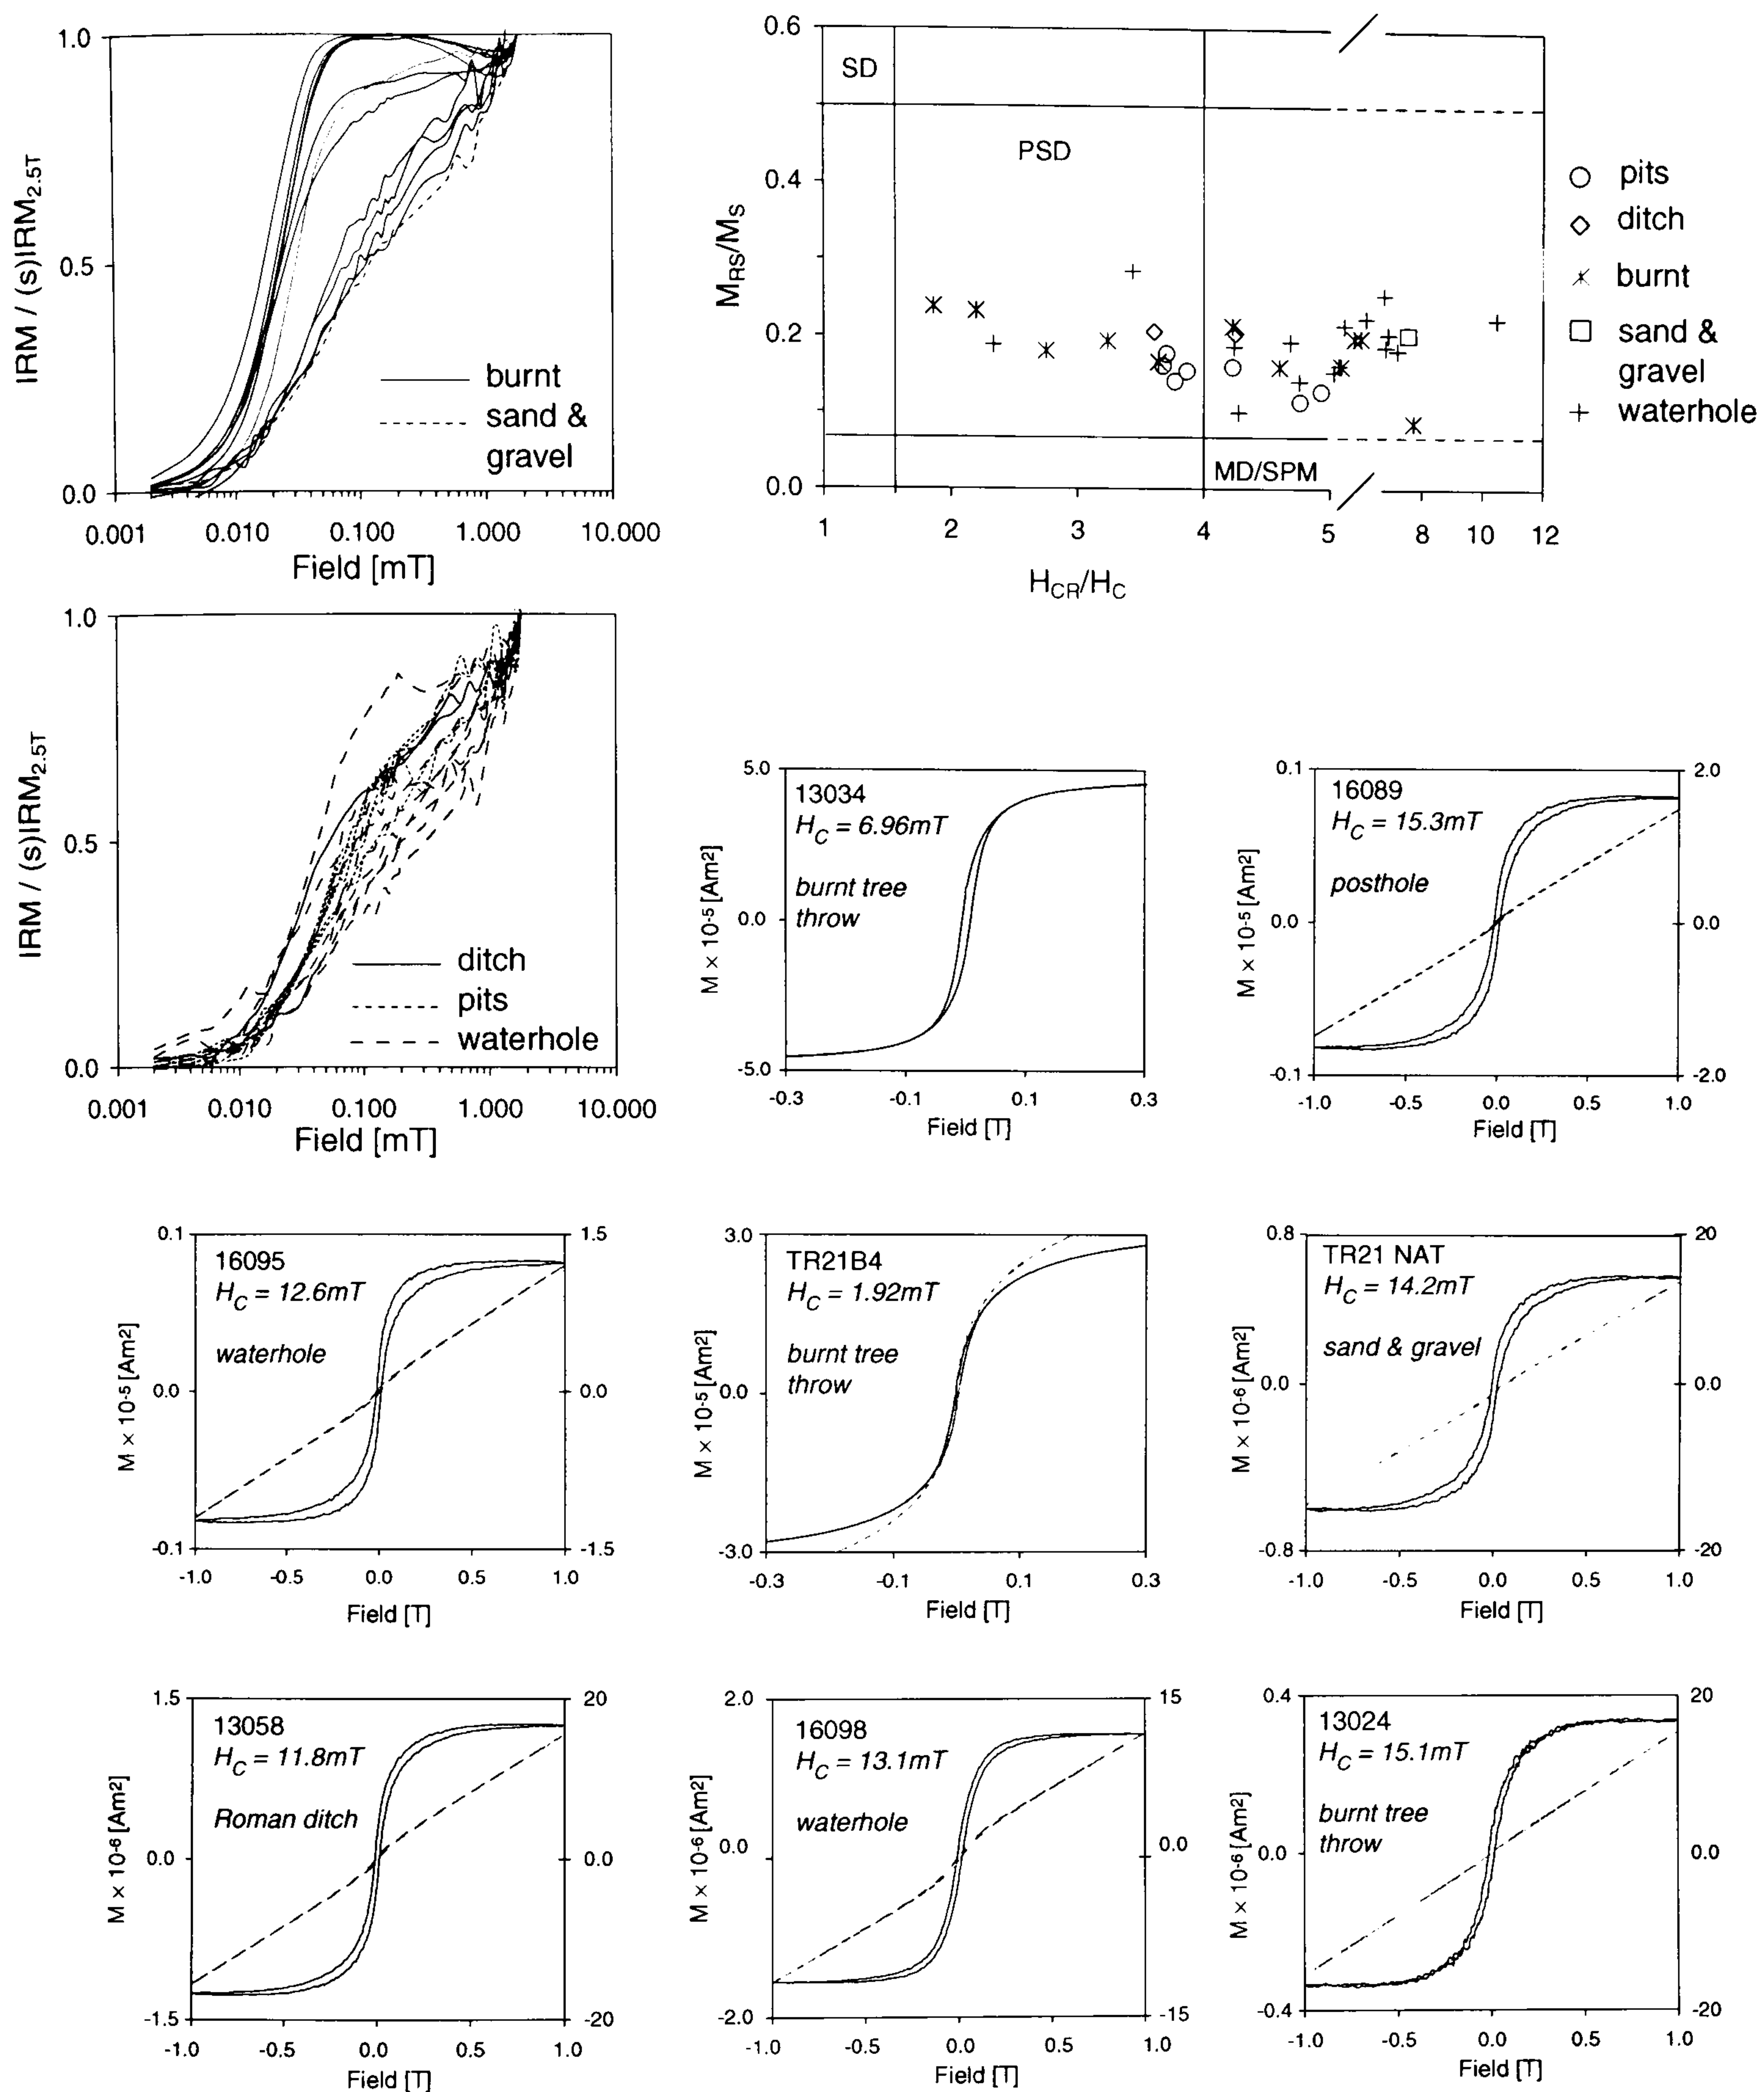 1.0
0.5
0.0
IRM / (s)IRM2.5T
burnt
sand &
gravel
0.001 0.010 0.100 1.000 10.000
Field [mT]
0.6
0.4
0.2
0.0
MRS/MS
SD
PSD
MD/SPM
1 2 3 4 5 8 10 12
HCR/HC
pits
ditch
burnt
sand &
gravel
waterhole
1.0
0.5
0.0
IRM / (s)IRM2.5T
ditch
pits
waterhole
0.001 0.010 0.100 1.000 10.000
Field [mT]
5.0
0.0
-5.0
M × 10-5 [Am2]
13034
HC = 6.96mT
burnt tree
throw
-0.3 -0.1 0.1 0.3
Field [T]
0.1
0.0
-0.1
M × 10-5 [Am2]
16089
HC = 15.3mT
posthole
2.0
0.0
-2.0
-1.0 -0.5 0.0 0.5 1.0
Field [T]
0.1
0.0
-0.1
M × 10-5 [Am2]
16095
HC = 12.6mT
waterhole
1.5
0.0
-1.5
-1.0 -0.5 0.0 0.5 1.0
Field [T]
3.0
0.0
-3.0
M × 10-5 [Am2]
TR21B4
HC = 1.92mT
burnt tree
throw
-0.3 -0.1 0.1 0.3
Field [T]
0.8
0.0
-0.8
M × 10-6 [Am2]
TR21 NAT
HC = 14.2mT
sand & gravel
20
0.0
-20
-1.0 -0.5 0.0 0.5 1.0
Field [T]
1.5
0.0
-1.5
M × 10-6 [Am2]
13058
HC = 11.8mT
Roman ditch
20
0.0
-20
-1.0 -0.5 0.0 0.5 1.0
Field [T]
2.0
0.0
-2.0
M × 10-6 [Am2]
16098
HC = 13.1mT
waterhole
15
0.0
-15
-1.0 -0.5 0.0 0.5 1.0
Field [T]
0.4
0.0
-0.4
M × 10-6 [Am2]
13024
HC = 15.1mT
burnt tree
throw
20
0.0
-20
-1.0 -0.5 0.0 0.5 1.0
Field [T]